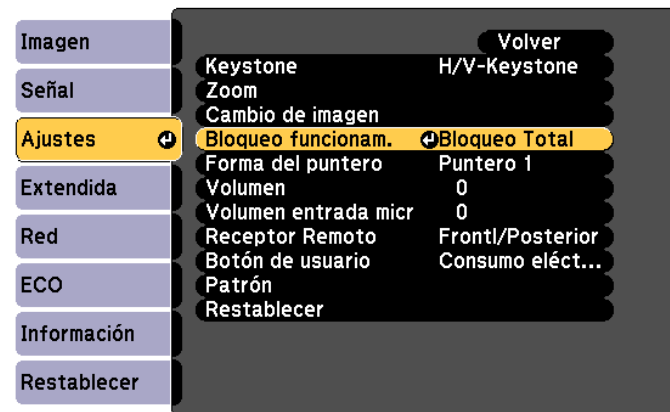 Imagen
Señal
Ajustes
Extendida
Red
ECO
Información
Restablecer
Volver
Keystone H/V-Keystone
Zoom
Cambio de imagen
Bloqueo funcionam. Bloqueo Total
Forma del puntero Puntero 1
Volumen 0
Volumen entrada micr 0
Receptor Remoto Frontl/Posterior
Botón de usuario Consumo eléct...
Patrón
Restablecer